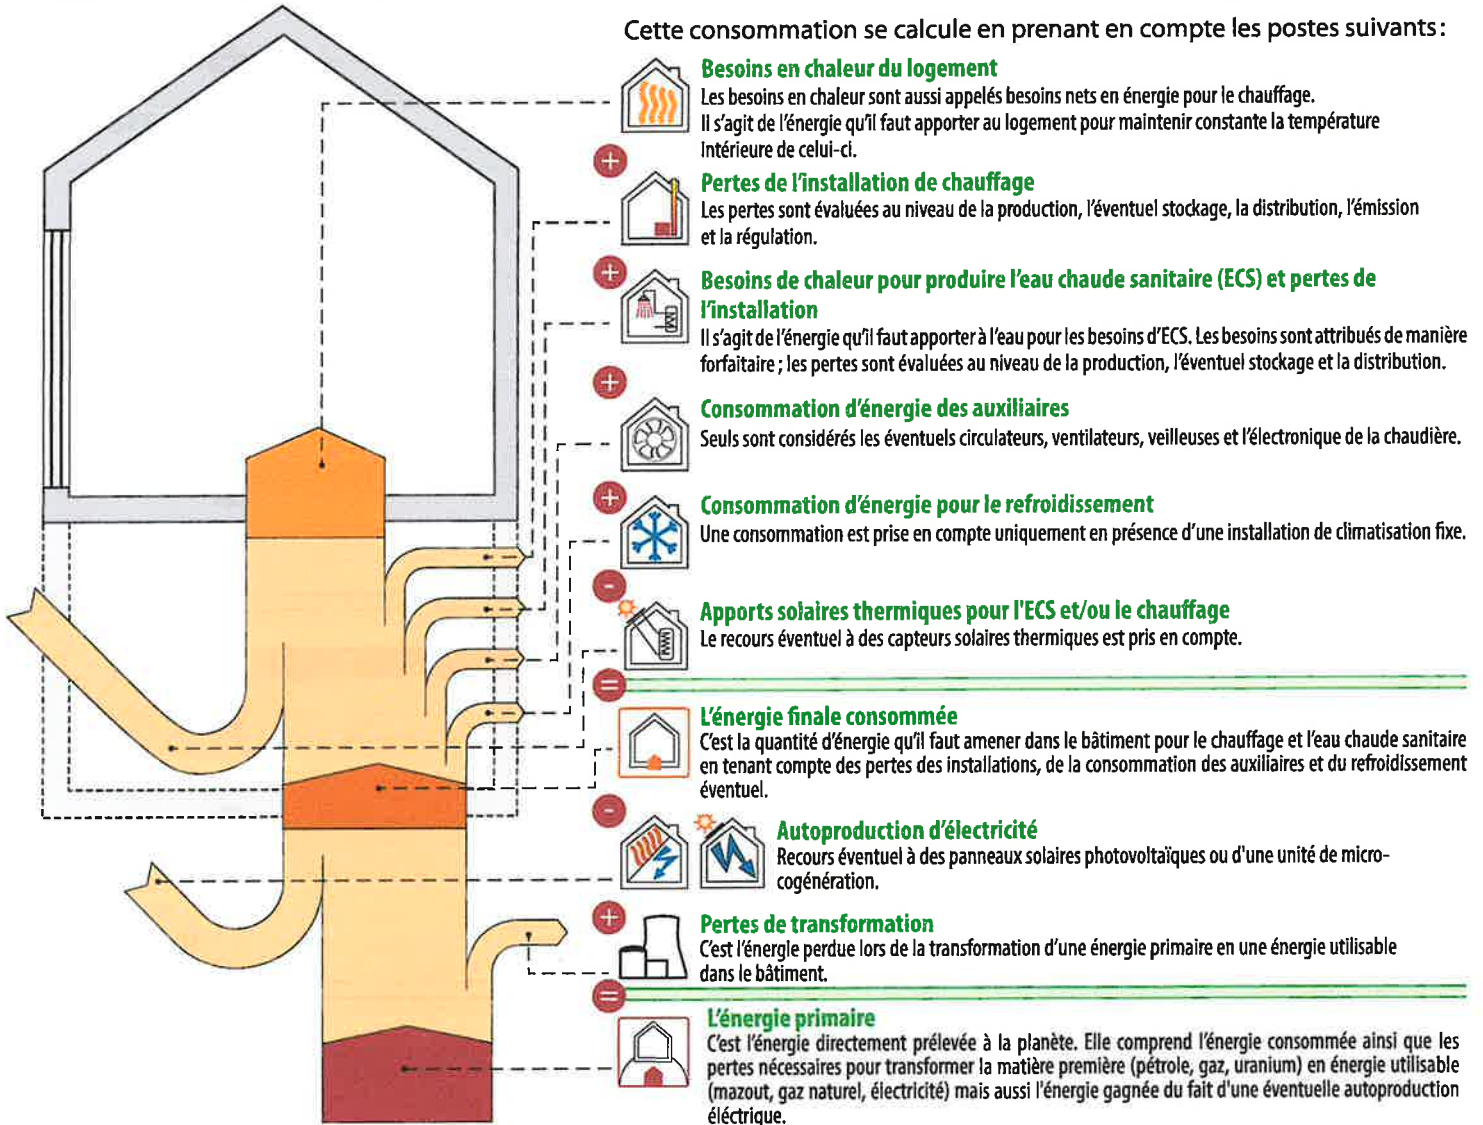 Cette consommation se calcule en prenant en compte les postes suivants :
Besoins en chaleur du logement
Les besoins en chaleur sont aussi appelés besoins nets en énergie pour le chauffage.
Il s'agit de l'énergie qu'il faut apporter au logement pour maintenir constante la température
intérieure de celui-ci.
+
Pertes de l'installation de chauffage
Les pertes sont évaluées au niveau de la production, l'éventuel stockage, la distribution, l'émission
et la régulation.
+
Besoins de chaleur pour produire l'eau chaude sanitaire (ECS) et pertes de
l'installation
Il s'agit de l'énergie qu'il faut apporter à l'eau pour les besoins d'ECS. Les besoins sont attribués de manière
forfaitaire ; les pertes sont évaluées au niveau de la production, l'éventuel stockage et la distribution.
+
Consommation d'énergie des auxiliaires
Seuls sont considérés les éventuels circulateurs, ventilateurs, veilleuses et l'électronique de la chaudière.
+
Consommation d'énergie pour le refroidissement
Une consommation est prise en compte uniquement en présence d'une installation de climatisation fixe.
-
Apports solaires thermiques pour l'ECS et/ou le chauffage
Le recours éventuel à des capteurs solaires thermiques est pris en compte.
=
L'énergie finale consommée
C'est la quantité d'énergie qu'il faut amener dans le bâtiment pour le chauffage et l'eau chaude sanitaire
en tenant compte des pertes des installations, de la consommation des auxiliaires et du refroidissement
éventuel.
-
Autoproduction d'électricité
Recours éventuel à des panneaux solaires photovoltaïques ou d'une unité de micro-
cogénération.
+
Pertes de transformation
C'est l'énergie perdue lors de la transformation d'une énergie primaire en une énergie utilisable
dans le bâtiment.
=
L'énergie primaire
C'est l'énergie directement prélevée à la planète. Elle comprend l'énergie consommée ainsi que les
pertes nécessaires pour transformer la matière première (pétrole, gaz, uranium) en énergie utilisable
(mazout, gaz naturel, électricité) mais aussi l'énergie gagnée du fait d'une éventuelle autoproduction
éléctrique.